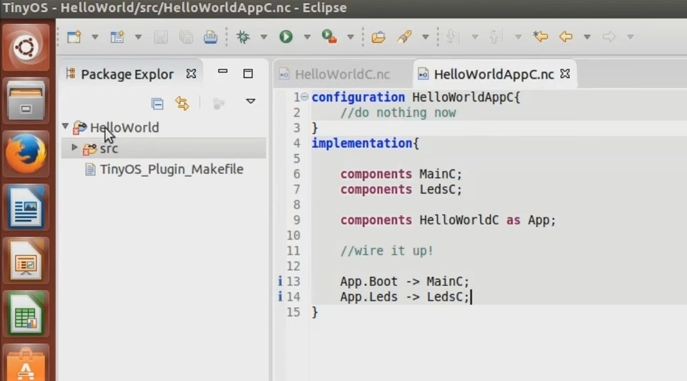 TinyOS - HelloWorld/src/HelloWorldAppC.nc - Eclipse
Package Explor
HelloWorld
src
TinyOS_Plugin_Makefile
HelloWorldC.nc
HelloWorldAppC.nc
1 configuration HelloWorldAppC{
2 //do nothing now
3 }
4 implementation{
5
6 components MainC;
7 components LedsC;
8
9 components HelloWorldC as App;
10
11 //wire it up!
12
13 App.Boot -> MainC;
14 App.Leds -> LedsC;
15 }